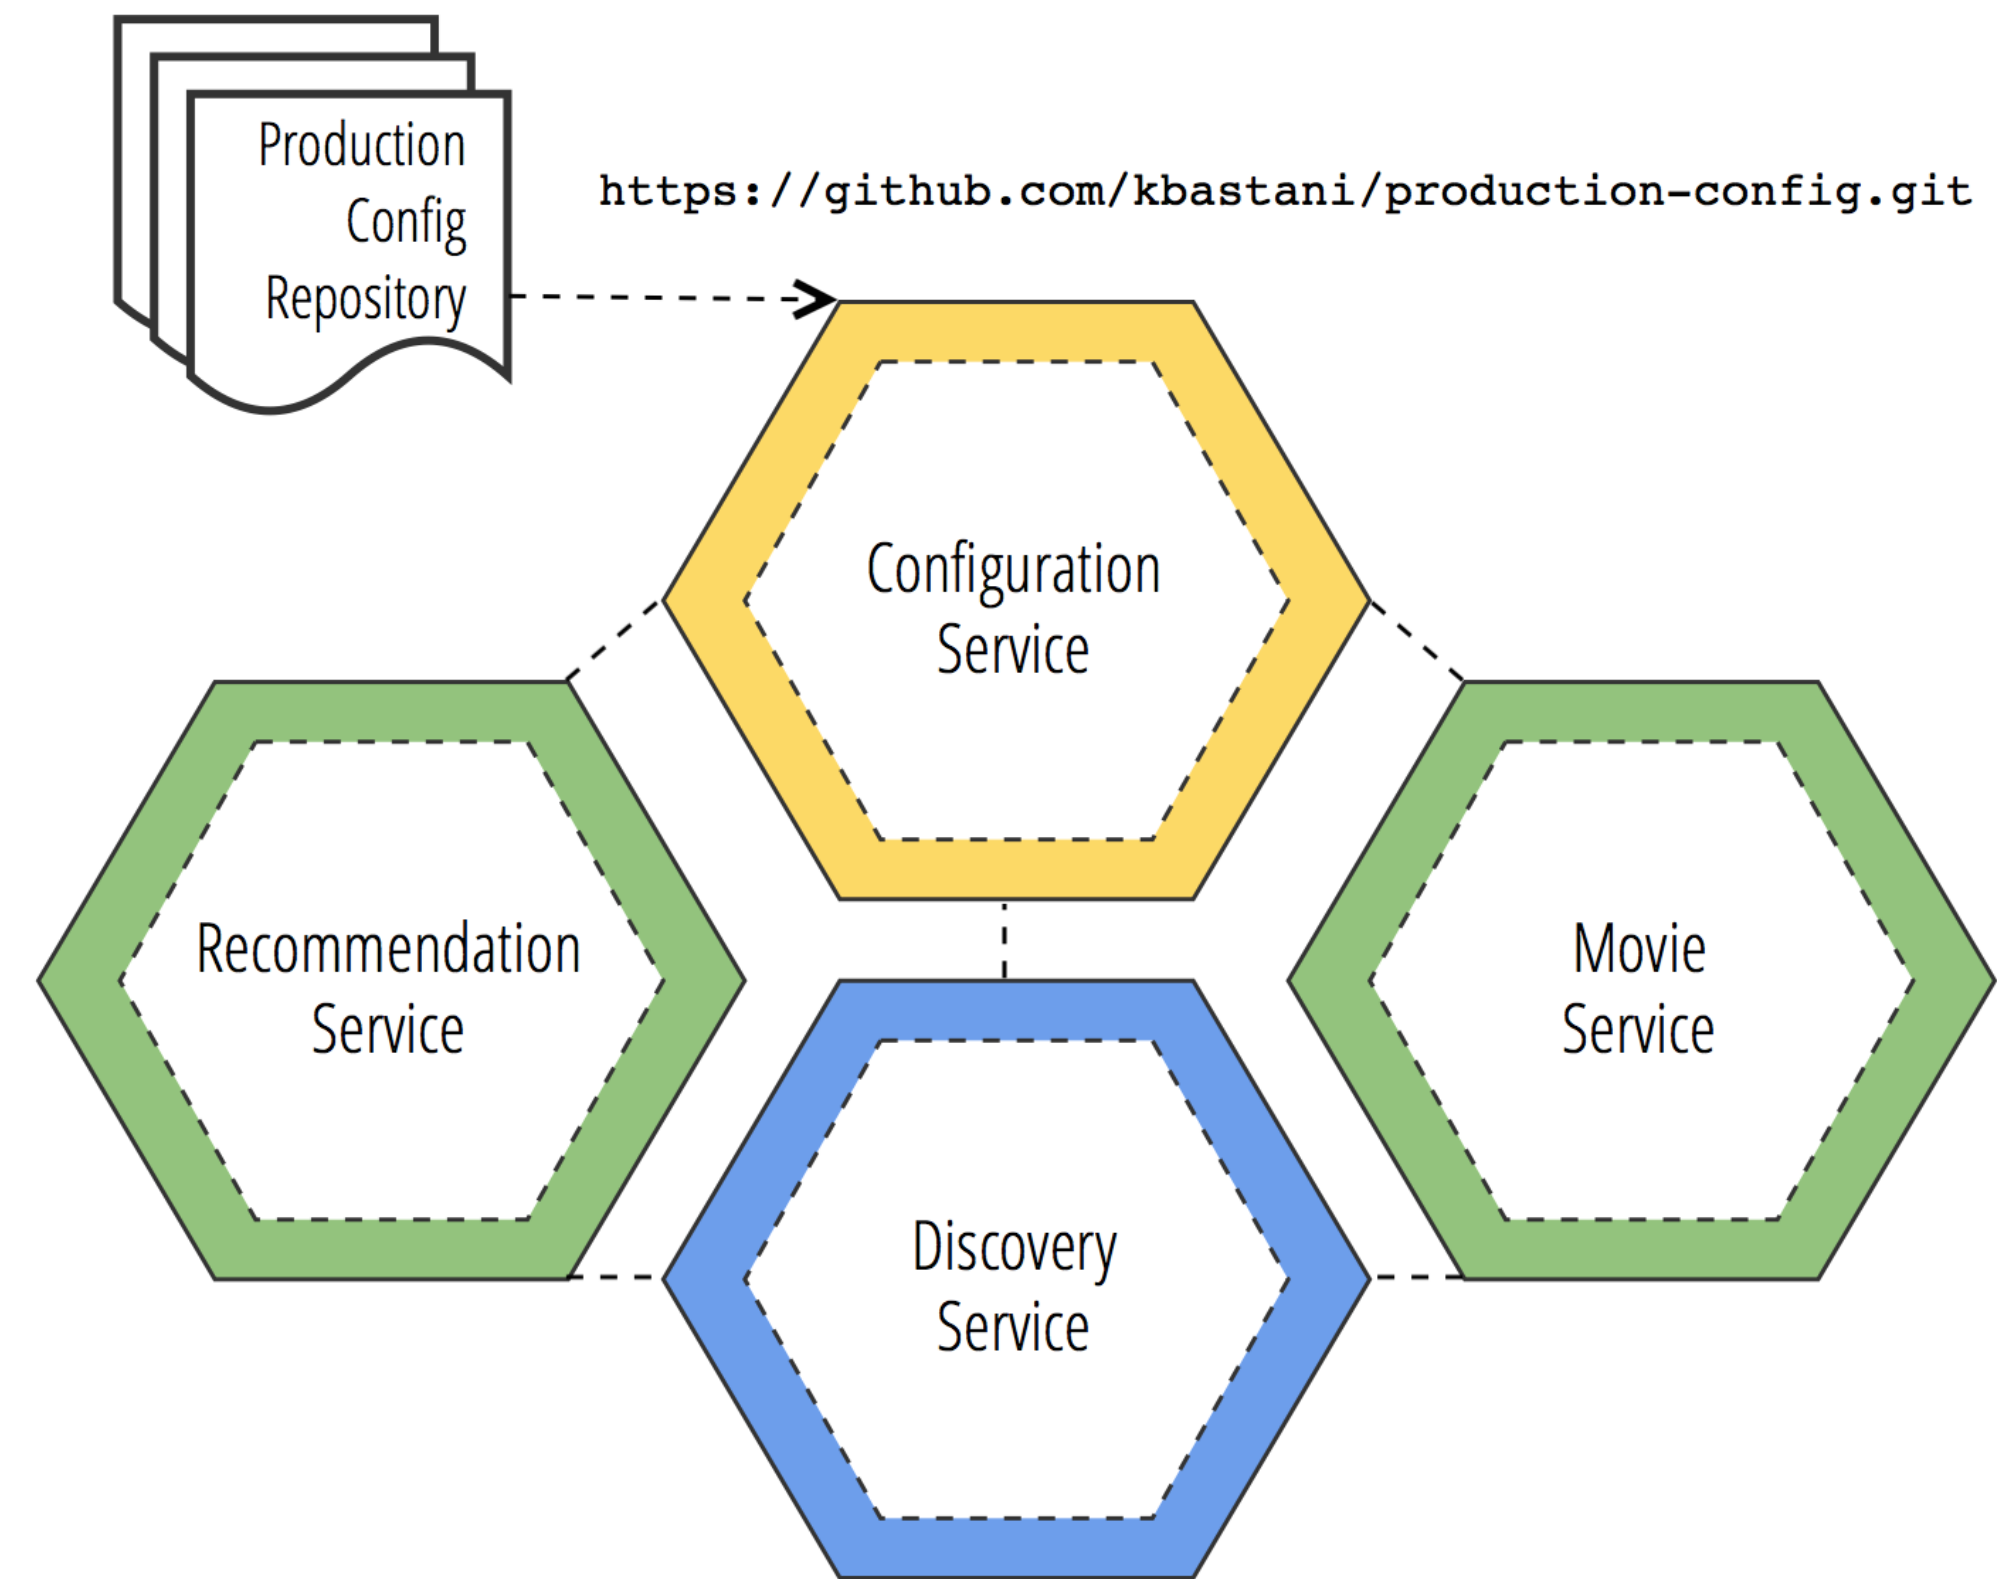 Production
Config
Repository
https://github.com/kbastani/production-config.git
Configuration
Service
Recommendation
Service
Movie
Service
Discovery
Service